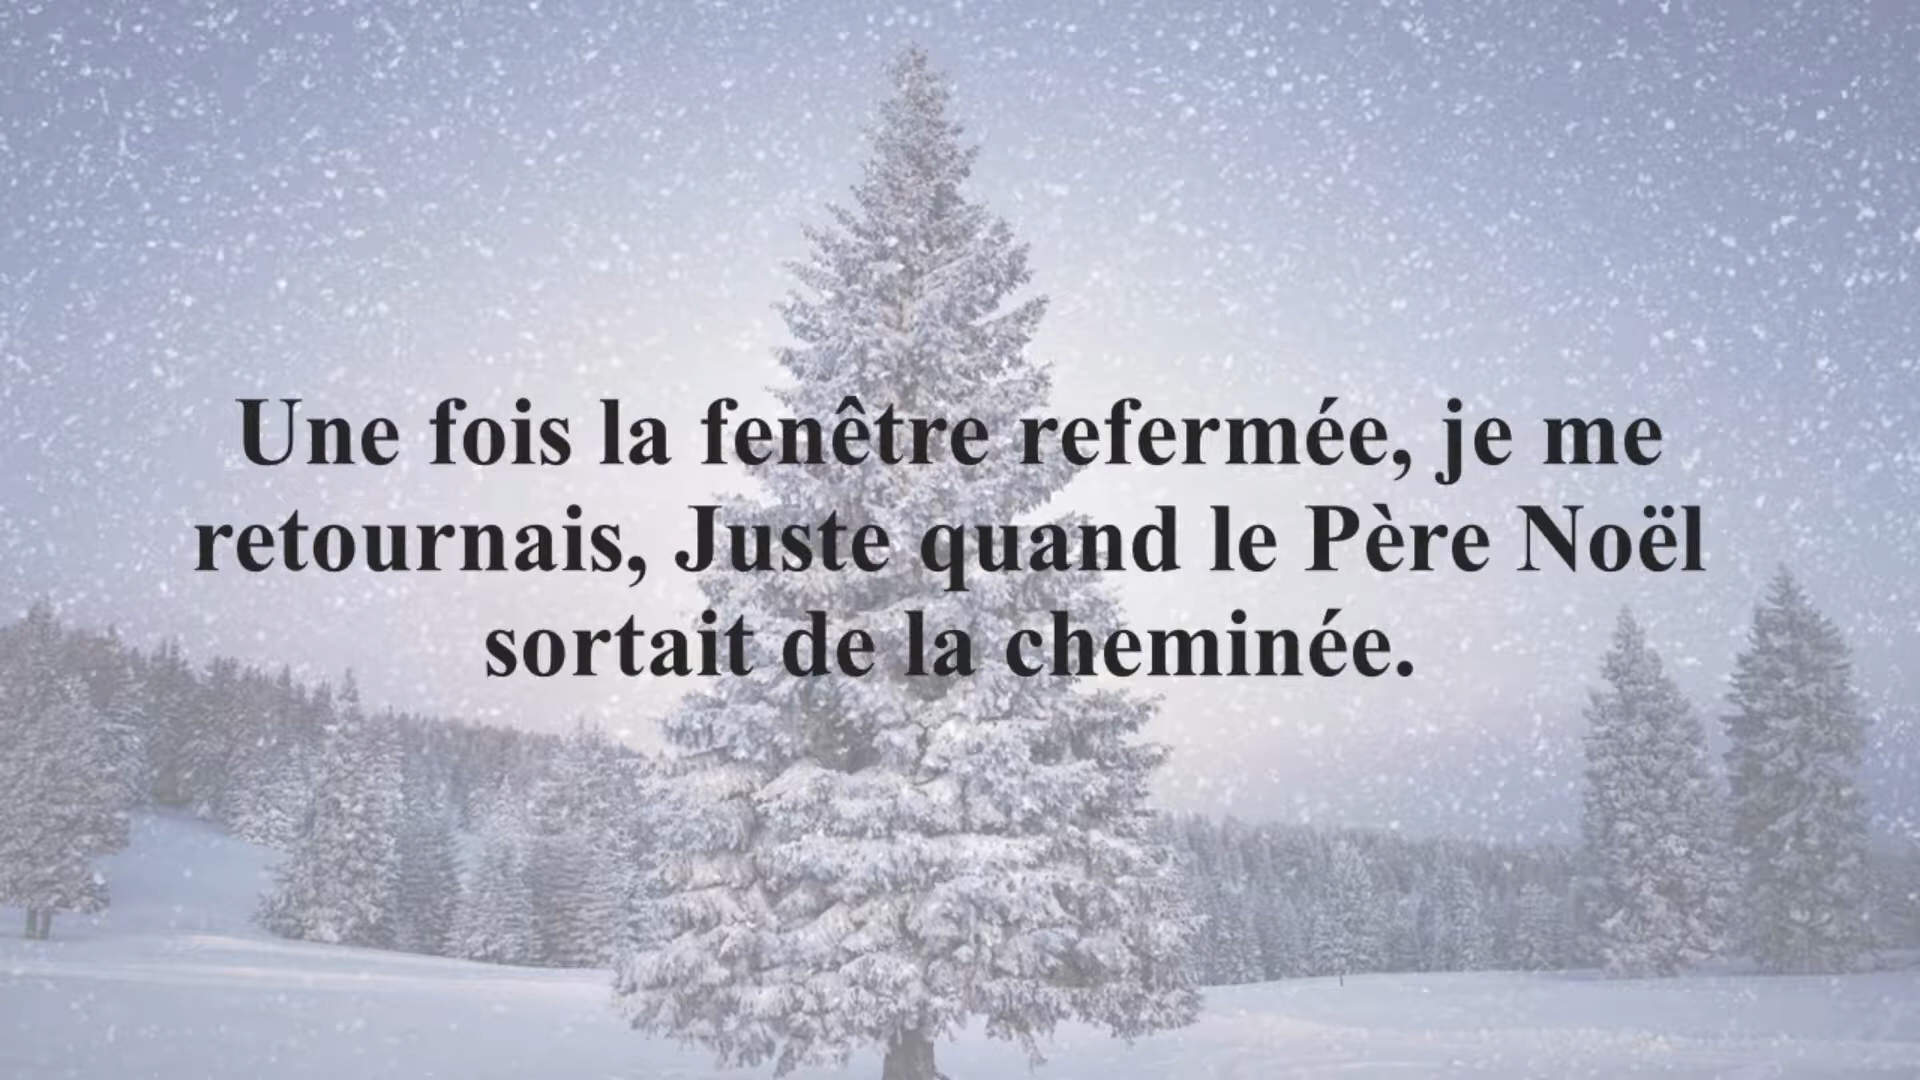 Une fois la fenêtre refermée, je me
retournais, Juste quand le Père Noël
sortait de la cheminée.